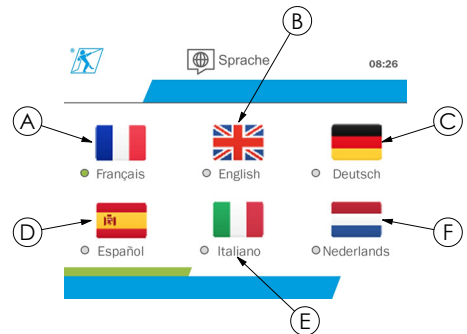 B
Sprache
08:26
A
C
Français
English
Deutsch
D
F
Español
Italiano
Nederlands
E